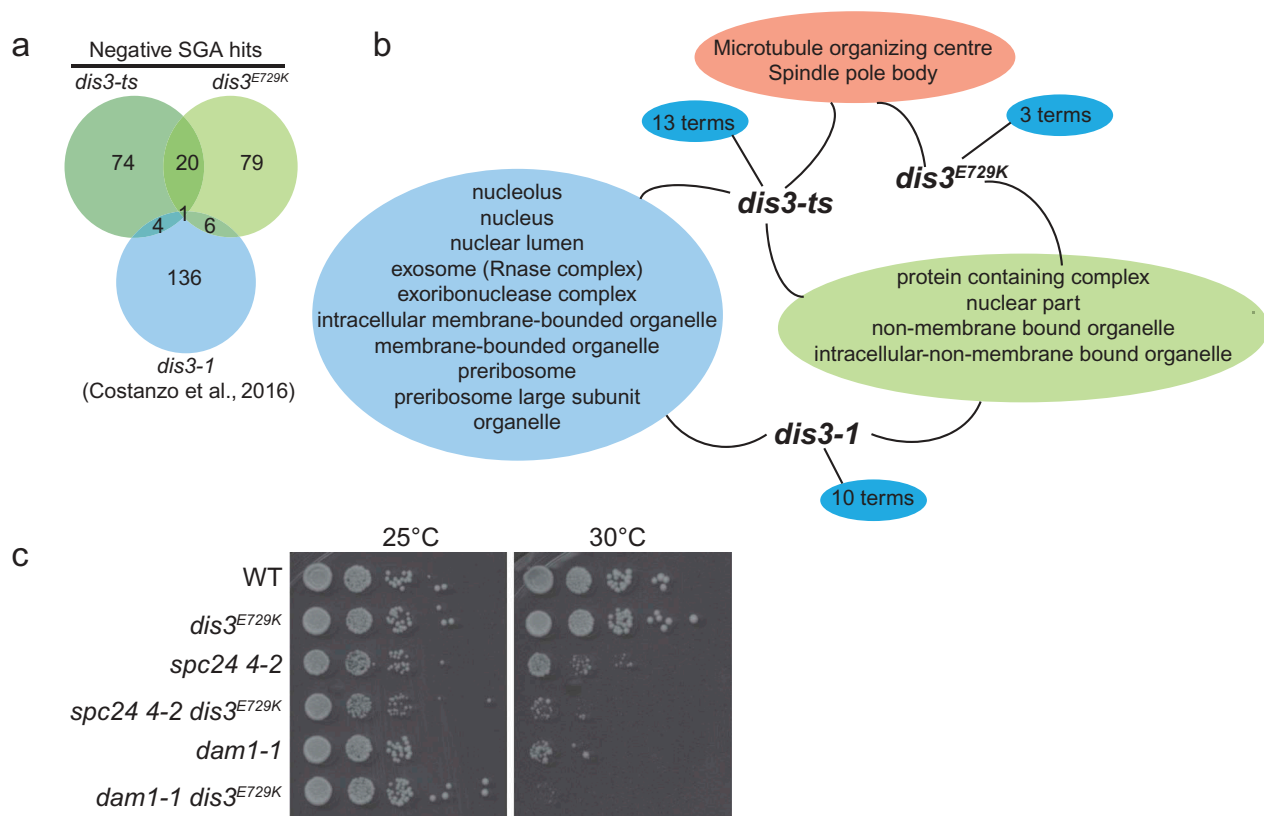 a
Negative SGA hits
dis3-ts
dis3E729K
74
20
79
4
1
6
136
dis3-1
(Costanzo et al., 2016)
b
Microtubule organizing centre
Spindle pole body
13 terms
3 terms
dis3-ts
dis3E729K
nucleolus
nucleus
nuclear lumen
exosome (Rnase complex)
exoribonuclease complex
intracellular membrane-bounded organelle
membrane-bounded organelle
preribosome
preribosome large subunit
organelle
protein containing complex
nuclear part
non-membrane bound organelle
intracellular-non-membrane bound organelle
dis3-1
10 terms
c
25°C
30°C
WT
dis3E729K
spc24 4-2
spc24 4-2 dis3E729K
dam1-1
dam1-1 dis3E729K